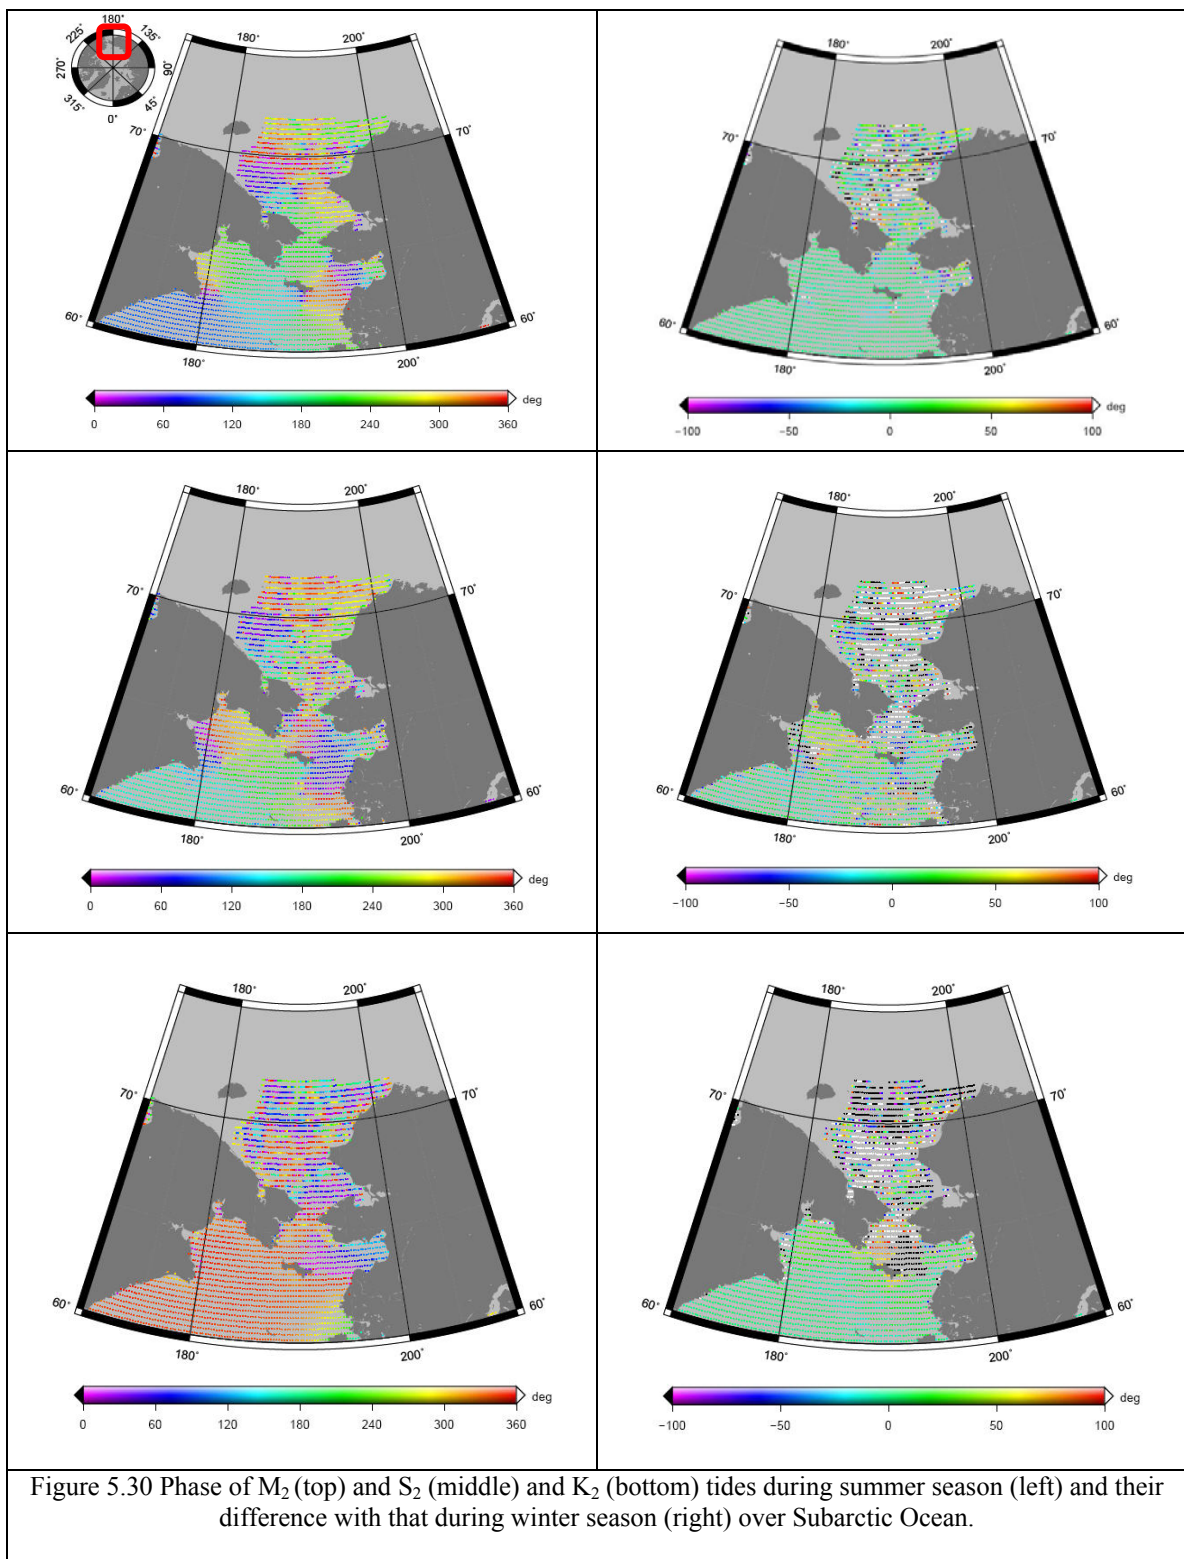 180°
225° 135°
270° 90°
315° 45°
0°
180° 200°
70° 70°
60° 60°
180° 200°
deg
0 60 120 180 240 300 360
180° 200°
70° 70°
60° 60°
180° 200°
deg
−100 −50 0 50 100
180° 200°
70° 70°
60° 60°
180° 200°
deg
0 60 120 180 240 300 360
180° 200°
70° 70°
60° 60°
180° 200°
deg
−100 −50 0 50 100
180° 200°
70° 70°
60° 60°
180° 200°
deg
0 60 120 180 240 300 360
180° 200°
70° 70°
60° 60°
180° 200°
deg
−100 −50 0 50 100
Figure 5.30 Phase of M₂ (top) and S₂ (middle) and K₂ (bottom) tides during summer season (left) and their
difference with that during winter season (right) over Subarctic Ocean.